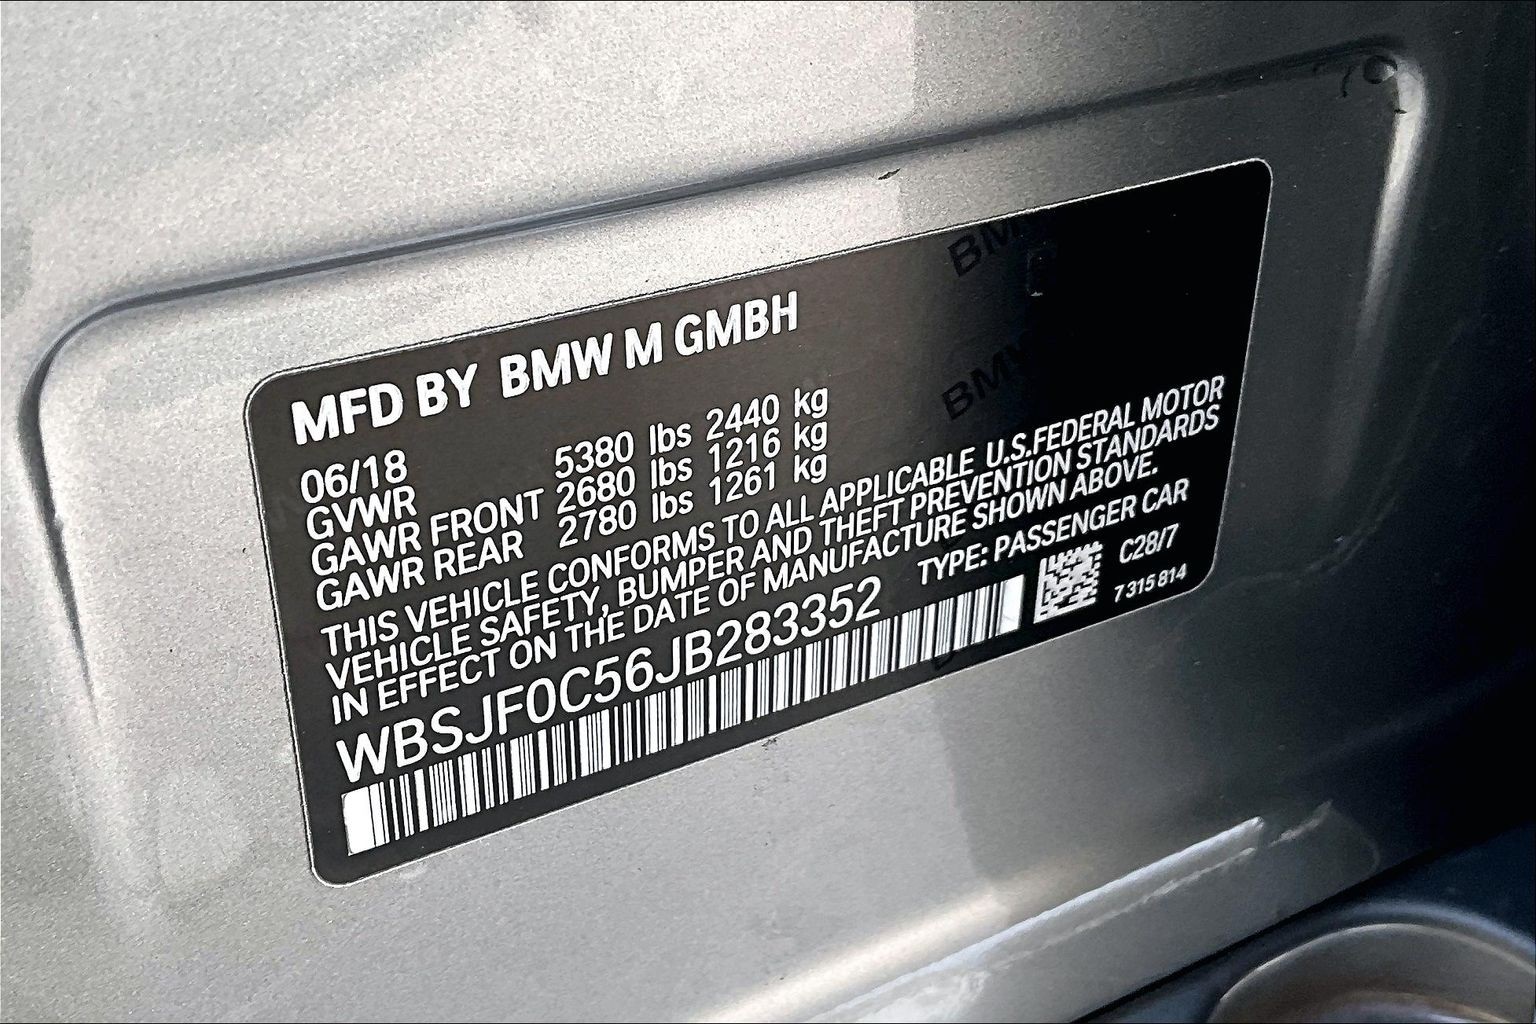 MFD BY BMW M GMBH
06/18
GVWR 5380 lbs 2440 kg
GAWR FRONT 2680 lbs 1216 kg
GAWR REAR 2780 lbs 1261 kg
THIS VEHICLE CONFORMS TO ALL APPLICABLE U.S.FEDERAL MOTOR
VEHICLE SAFETY, BUMPER AND THEFT PREVENTION STANDARDS
IN EFFECT ON THE DATE OF MANUFACTURE SHOWN ABOVE.
WBSJF0C56JB283352 TYPE: PASSENGER CAR
C28/7
7 315 814
BMW
BMW